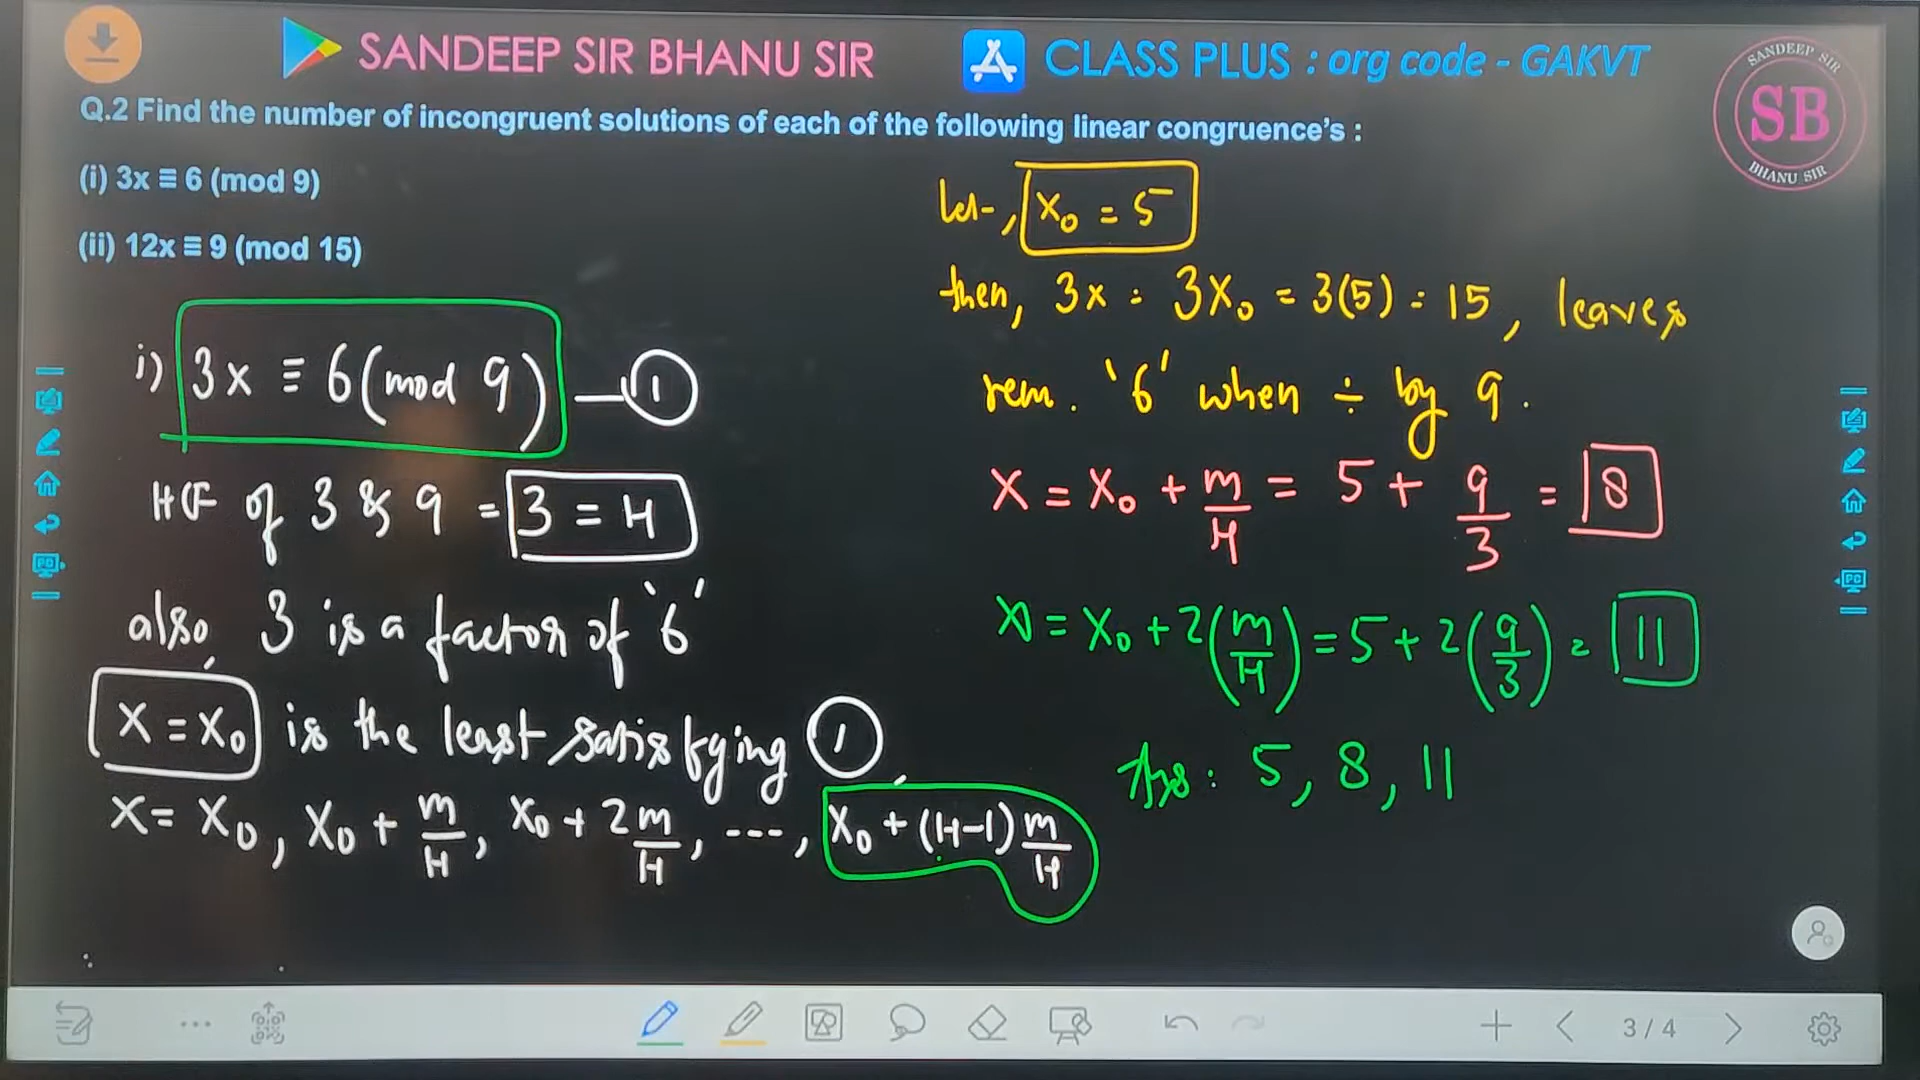 SANDEEP SIR BHANU SIR
CLASS PLUS : org code - GAKVT
SANDEEP SIR
SB
BHANU SIR
Q.2 Find the number of incongruent solutions of each of the following linear congruence's :
(i) 3x ≡ 6 (mod 9)
(ii) 12x ≡ 9 (mod 15)
i) 3x ≡ 6 (mod 9) — 1
HCF of 3 & 9 = 3 = H
also, 3 is a factor of '6'
x = x₀ is the least satisfying 1,
x = x₀, x₀ + m/H, x₀ + 2m/H, ---, x₀ + (H-1) m/H
let, x₀ = 5
then, 3x = 3x₀ = 3(5) = 15, leaves
rem. '6' when ÷ by 9.
x = x₀ + m/H = 5 + 9/3 = 8
x = x₀ + 2(m/H) = 5 + 2(9/3) = 11
Ans: 5, 8, 11
3 / 4